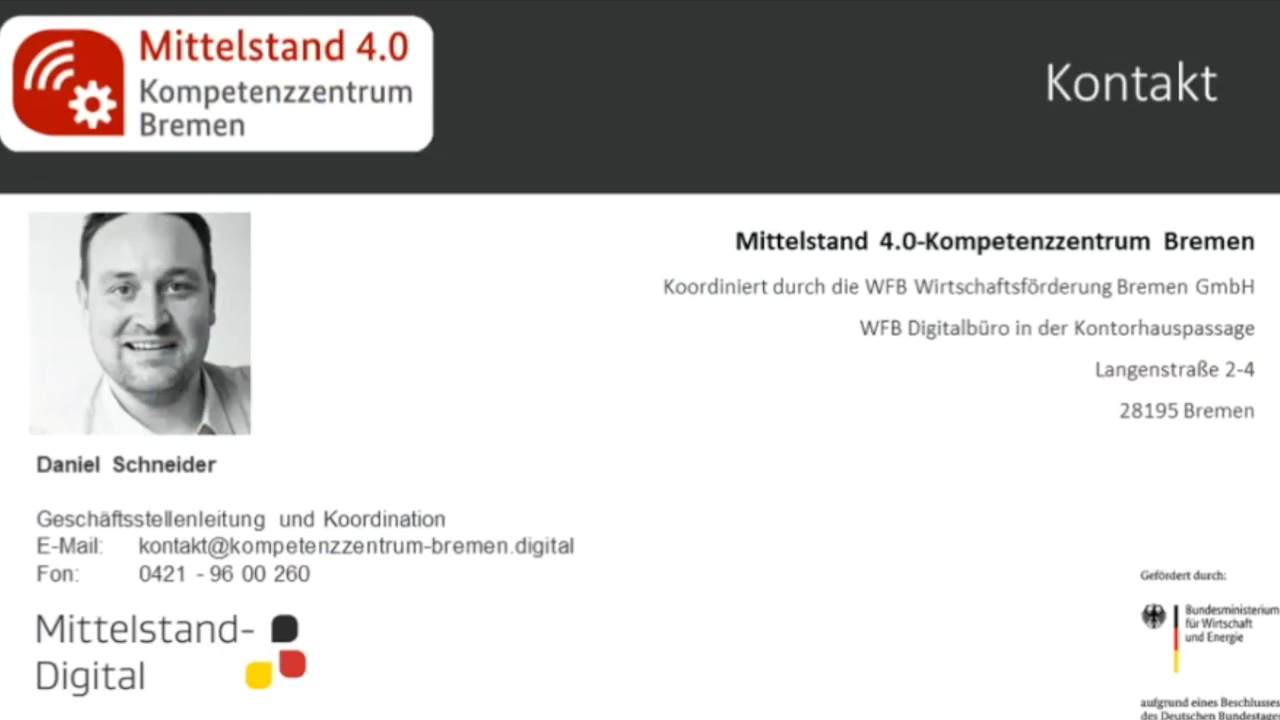 Mittelstand 4.0
Kompetenzzentrum
Bremen
Kontakt
Mittelstand 4.0-Kompetenzzentrum Bremen
Koordiniert durch die WFB Wirtschaftsförderung Bremen GmbH
WFB Digitalbüro in der Kontorhauspassage
Langenstraße 2-4
28195 Bremen
Daniel Schneider
Geschäftsstellenleitung und Koordination
E-Mail: kontakt@kompetenzzentrum-bremen.digital
Fon: 0421 - 96 00 260
Mittelstand-
Digital
Gefördert durch:
Bundesministerium
für Wirtschaft
und Energie
aufgrund eines Beschlusses
des Deutschen Bundestages